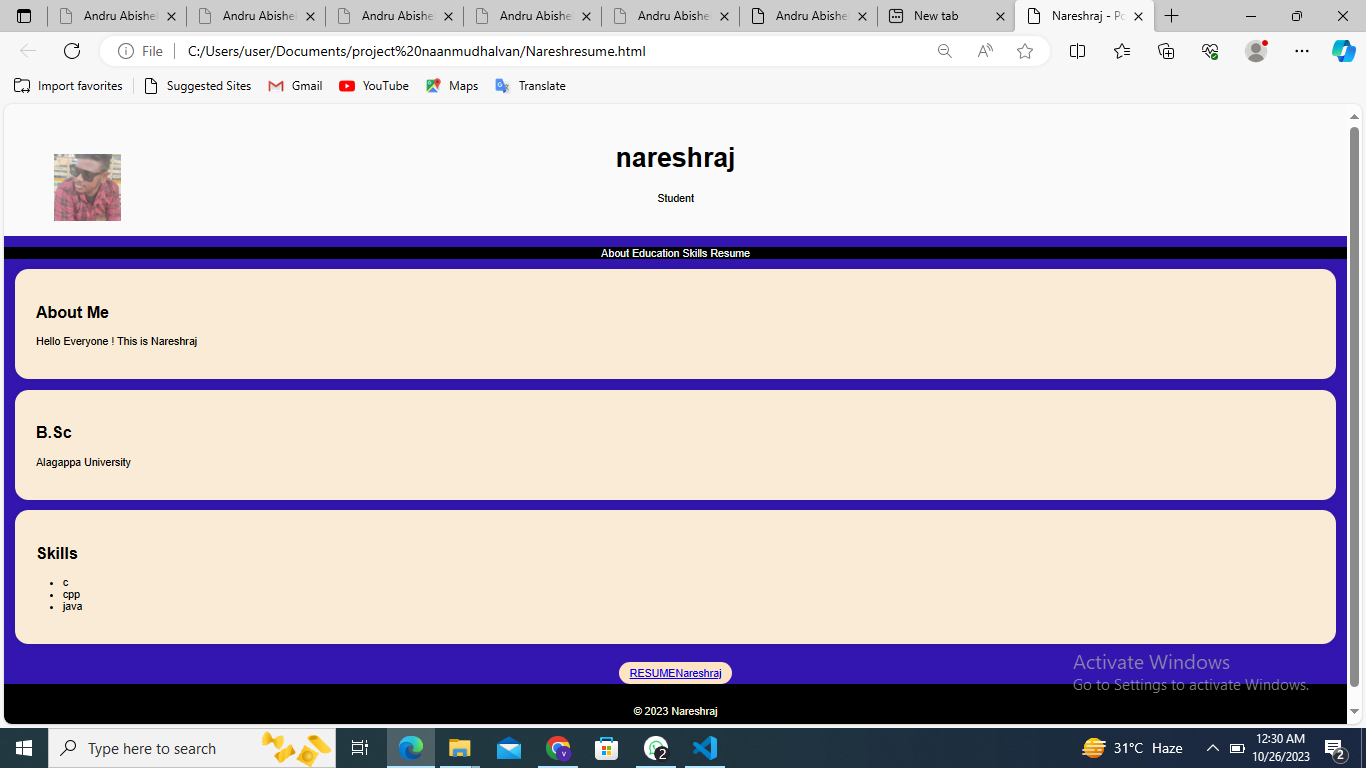 Andru Abishe
Andru Abishe
Andru Abishe
Andru Abishe
Andru Abishe
Andru Abishe
New tab
Nareshraj - Po
File
C:/Users/user/Documents/project%20naanmudhalvan/Nareshresume.html
Import favorites
Suggested Sites
Gmail
YouTube
Maps
Translate
nareshraj
Student
About Education Skills Resume
About Me
Hello Everyone ! This is Nareshraj
B.Sc
Alagappa University
Skills
• c
• cpp
• java
RESUMENareshraj
Activate Windows
Go to Settings to activate Windows.
© 2023 Nareshraj
Type here to search
V
2
31°C Haze
12:30 AM
10/26/2023
2